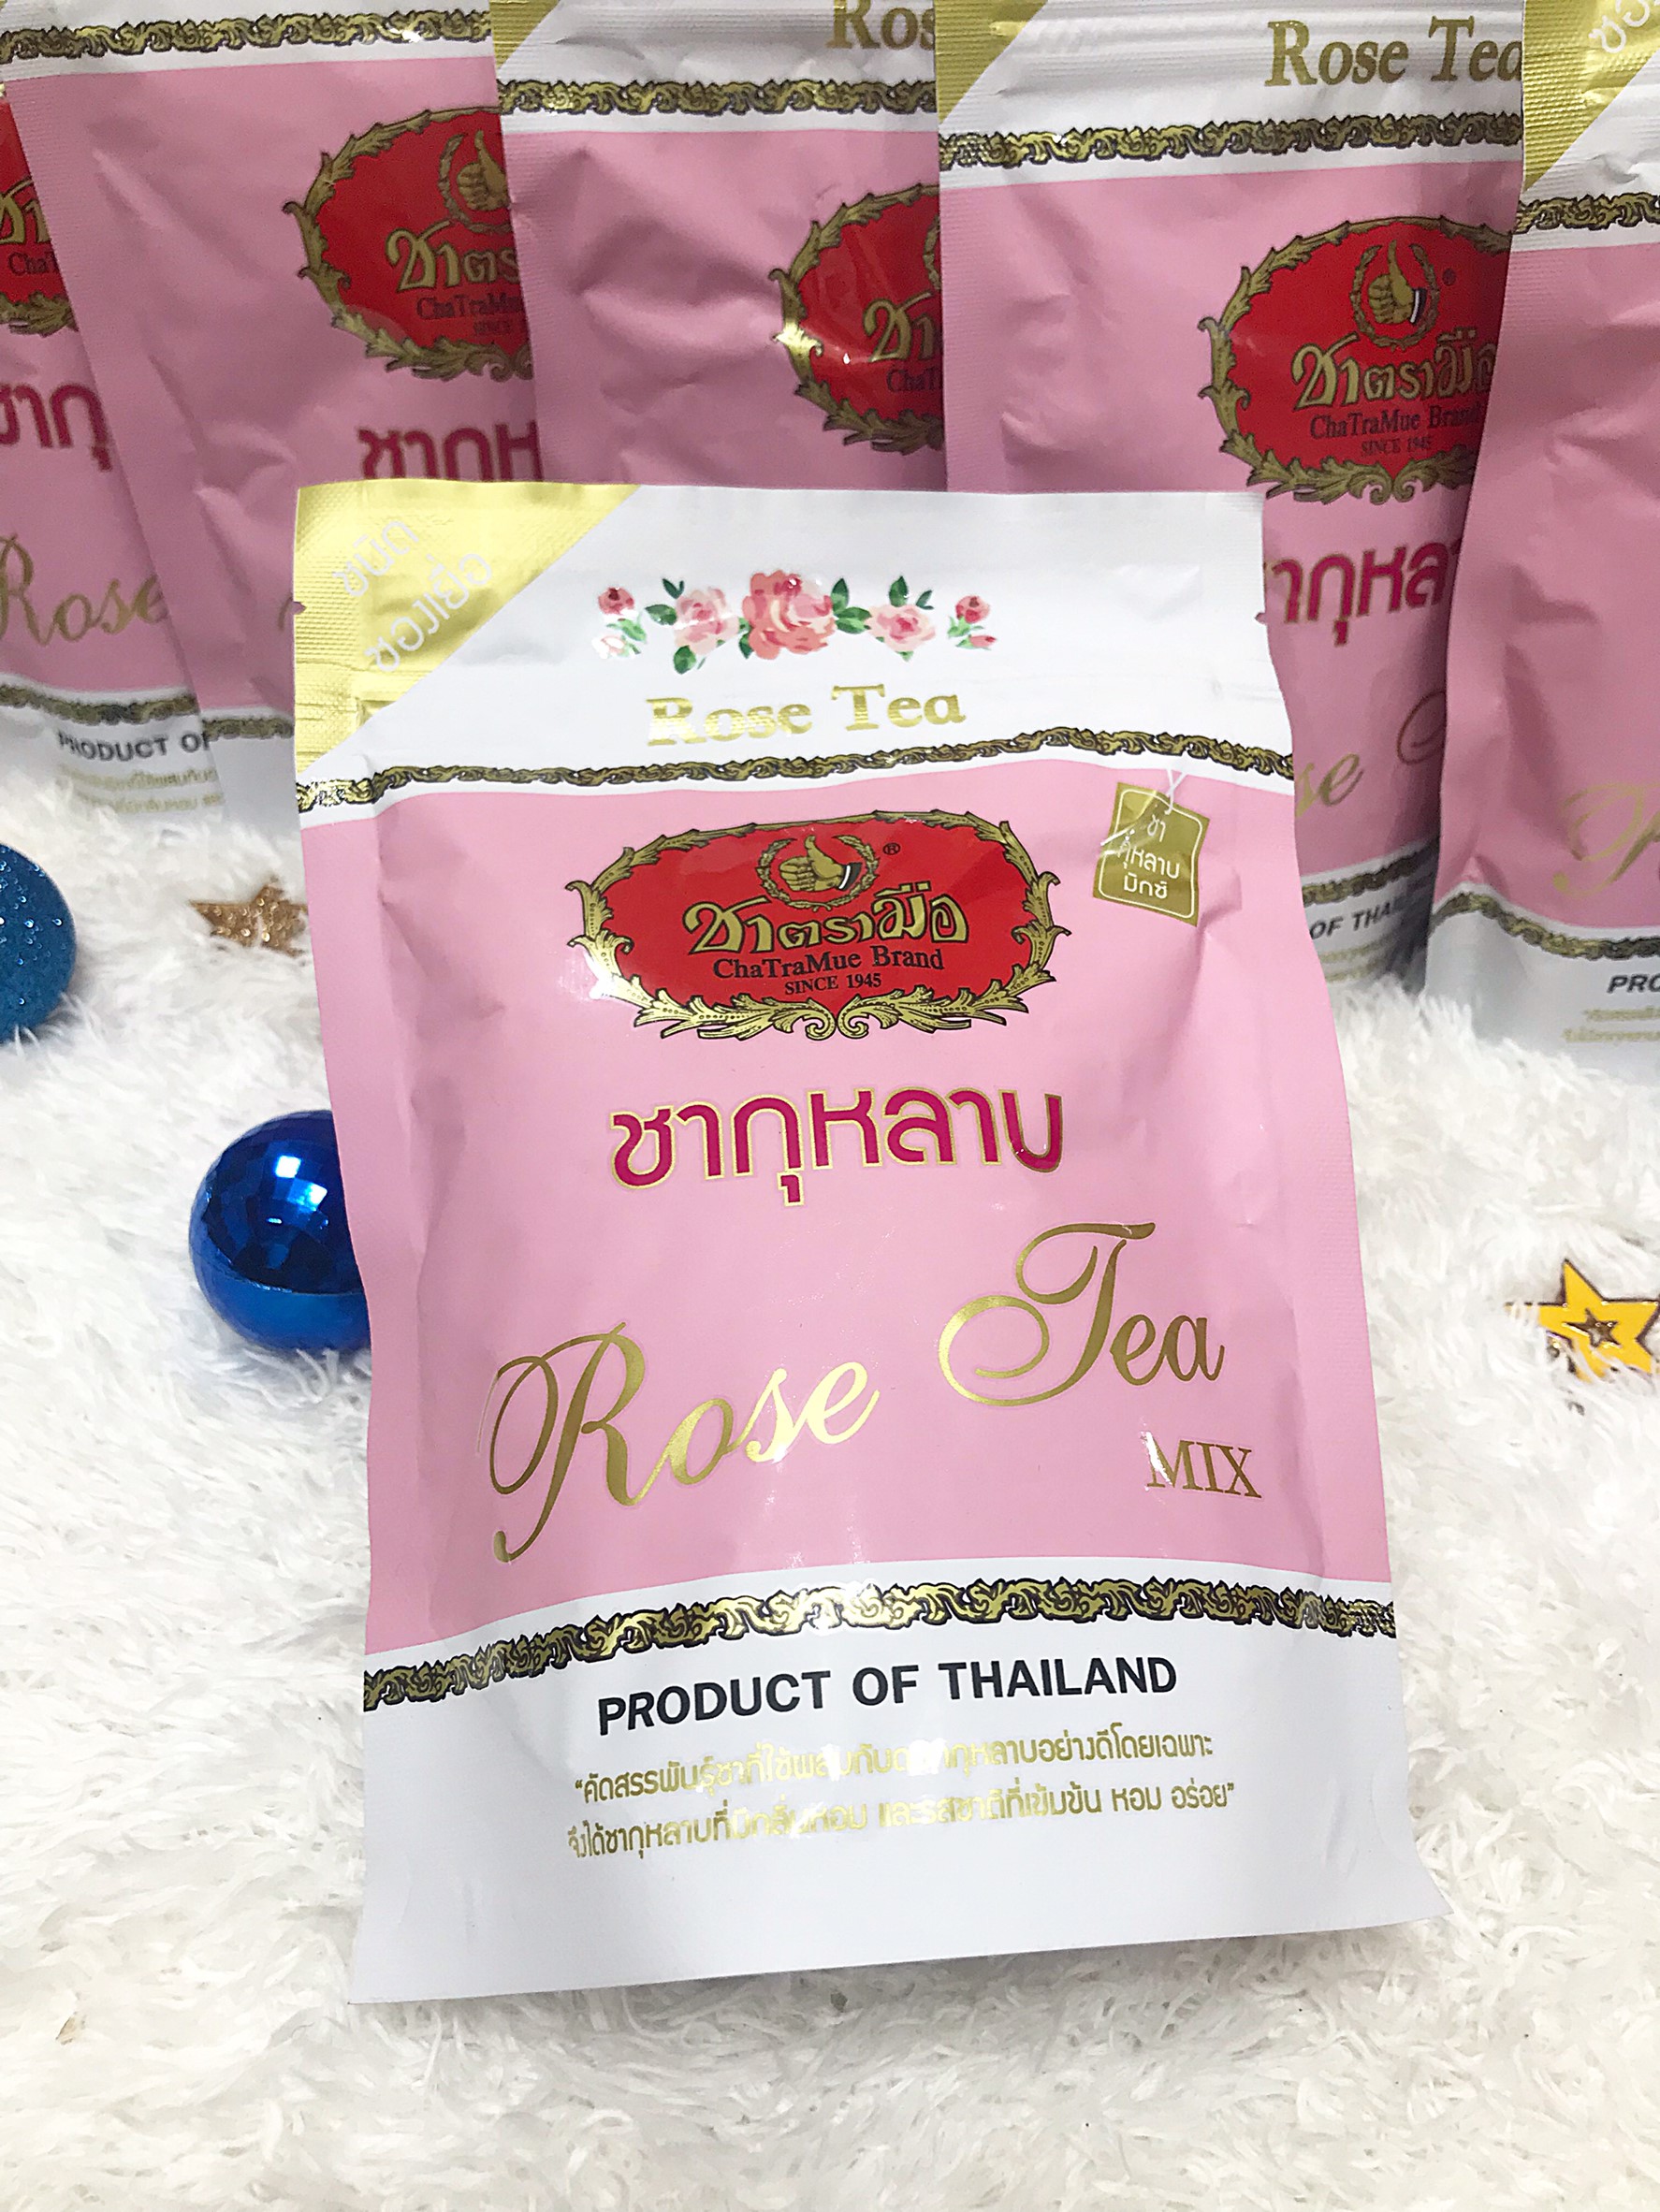 Rose Tea
ชาตรามือ
ChaTraMue Brand
SINCE 1945
Rose
PRODUCT OF
ชนิด
ซองเยื่อ
Rose Tea
ชา
กุหลาบ
มิกซ์
®
ชาตรามือ
ChaTraMue Brand
SINCE 1945
ชากุหลาบ
Rose Tea
MIX
PRODUCT OF THAILAND
“คัดสรรพันธุ์ชาที่ใช้ผสมกับดอกกุหลาบอย่างดีโดยเฉพาะ
จึงได้ชากุหลาบที่มีกลิ่นหอม และรสชาติที่เข้มข้น หอม อร่อย”